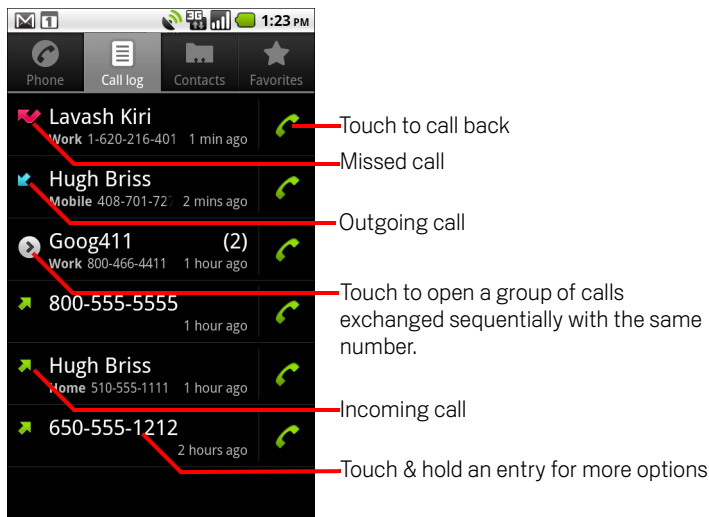 1 3G 1:23 PM
Phone Call log Contacts Favorites
Lavash Kiri
Work 1-620-216-401 1 min ago
Touch to call back
Missed call
Hugh Briss
Mobile 408-701-727 2 mins ago
Outgoing call
Goog411 (2)
Work 800-466-4411 1 hour ago
Touch to open a group of calls
exchanged sequentially with the same
number.
800-555-5555
1 hour ago
Hugh Briss
Home 510-555-1111 1 hour ago
Incoming call
650-555-1212
2 hours ago
Touch & hold an entry for more options